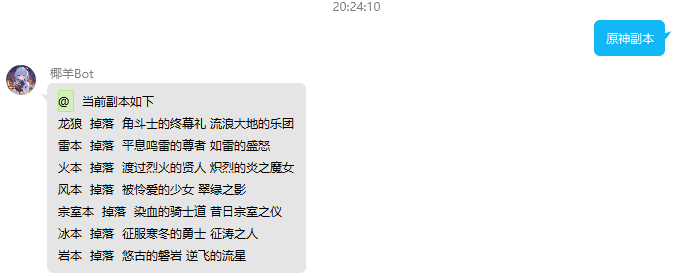 20:24:10
原神副本
椰羊Bot
@ 当前副本如下
龙狼 掉落 角斗士的终幕礼 流浪大地的乐团
雷本 掉落 平息鸣雷的尊者 如雷的盛怒
火本 掉落 渡过烈火的贤人 炽烈的炎之魔女
风本 掉落 被怜爱的少女 翠绿之影
宗室本 掉落 染血的骑士道 昔日宗室之仪
冰本 掉落 征服寒冬的勇士 征涛之人
岩本 掉落 悠古的磐岩 逆飞的流星